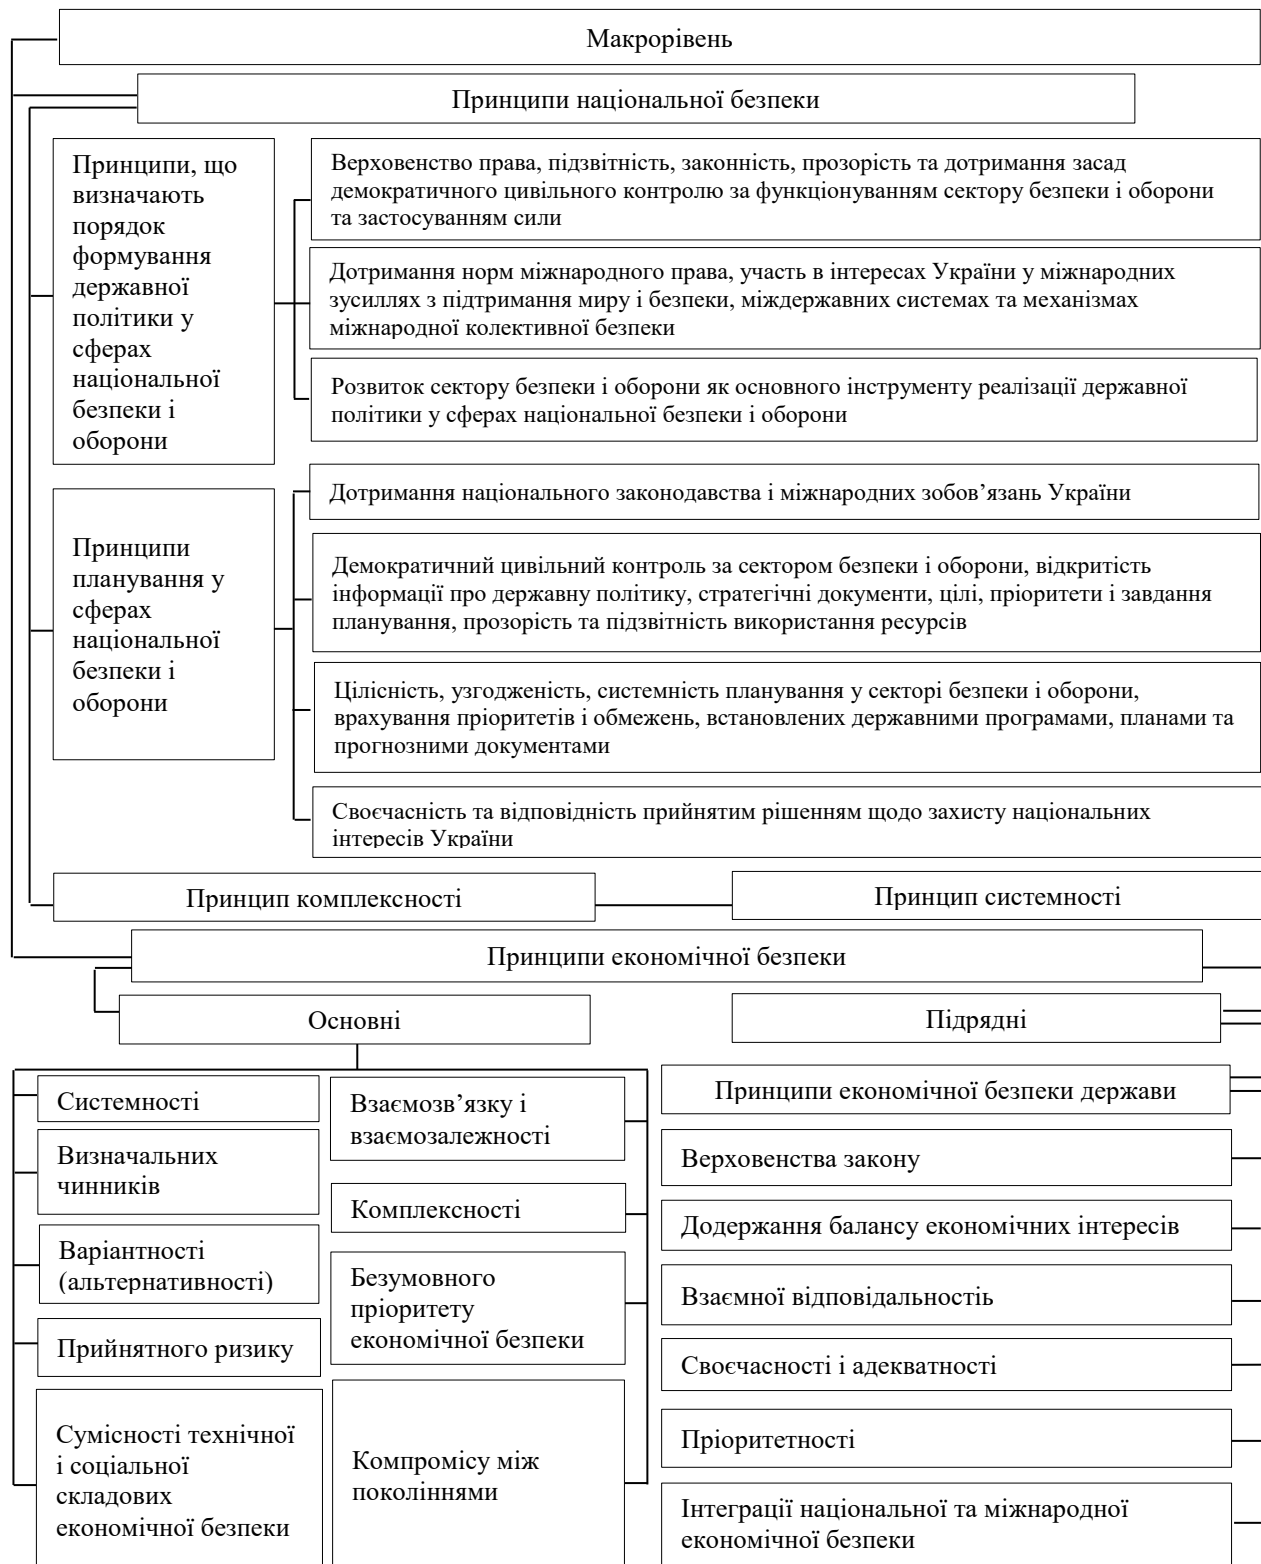 Макрорівень
Принципи національної безпеки
Принципи, що
визначають
порядок
формування
державної
політики у
сферах
національної
безпеки і
оборони
Верховенство права, підзвітність, законність, прозорість та дотримання засад
демократичного цивільного контролю за функціонуванням сектору безпеки і оборони
та застосуванням сили
Дотримання норм міжнародного права, участь в інтересах України у міжнародних
зусиллях з підтримання миру і безпеки, міждержавних системах та механізмах
міжнародної колективної безпеки
Розвиток сектору безпеки і оборони як основного інструменту реалізації державної
політики у сферах національної безпеки і оборони
Принципи
планування у
сферах
національної
безпеки і
оборони
Дотримання національного законодавства і міжнародних зобов’язань України
Демократичний цивільний контроль за сектором безпеки і оборони, відкритість
інформації про державну політику, стратегічні документи, цілі, пріоритети і завдання
планування, прозорість та підзвітність використання ресурсів
Цілісність, узгодженість, системність планування у секторі безпеки і оборони,
врахування пріоритетів і обмежень, встановлених державними програмами, планами та
прогнозними документами
Своєчасність та відповідність прийнятим рішенням щодо захисту національних
інтересів України
Принцип комплексності
Принцип системності
Принципи економічної безпеки
Основні
Підрядні
Системності
Визначальних
чинників
Варіантності
(альтернативності)
Прийнятного ризику
Сумісності технічної
і соціальної
складових
економічної безпеки
Взаємозв’язку і
взаємозалежності
Комплексності
Безумовного
пріоритету
економічної безпеки
Компромісу між
поколіннями
Принципи економічної безпеки держави
Верховенства закону
Додержання балансу економічних інтересів
Взаємної відповідальностіь
Своєчасності і адекватності
Пріоритетності
Інтеграції національної та міжнародної
економічної безпеки